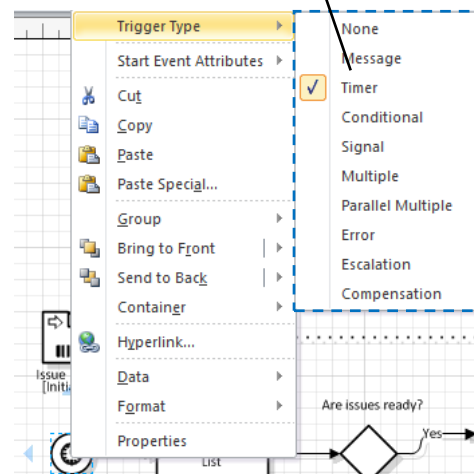 Trigger Type
Start Event Attributes
Cut
Copy
Paste
Paste Special...
Group
Bring to Front
Send to Back
Container
Hyperlink...
Data
Format
Properties
None
Message
Timer
Conditional
Signal
Multiple
Parallel Multiple
Error
Escalation
Compensation
Issue
Are issues ready?
Yes
List